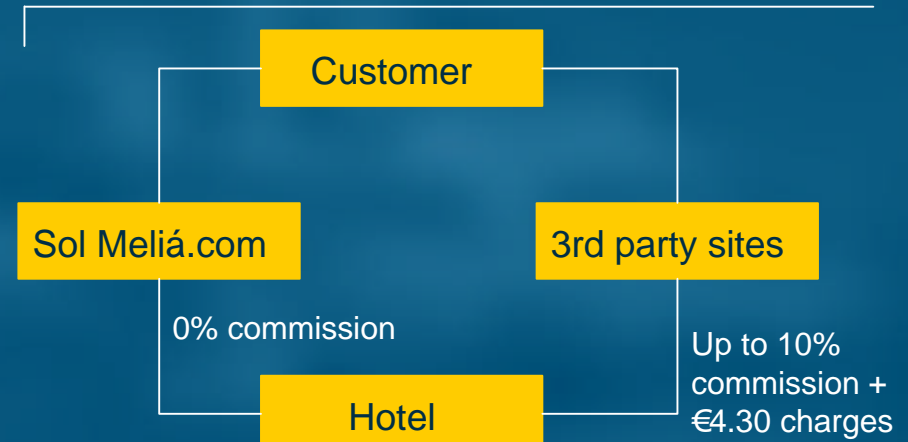 Customer
Sol Meliá.com
3rd party sites
0% commission
Up to 10%
commission +
€4.30 charges
Hotel